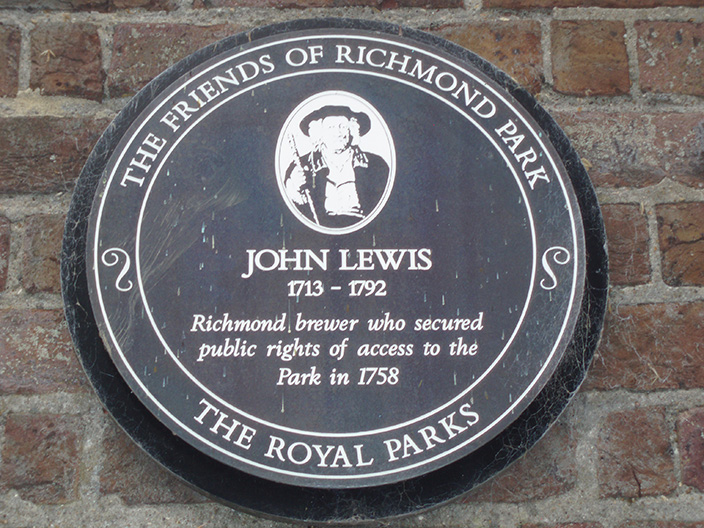 THE FRIENDS OF RICHMOND PARK
JOHN LEWIS
1713 – 1792
Richmond brewer who secured
public rights of access to the
Park in 1758
THE ROYAL PARKS